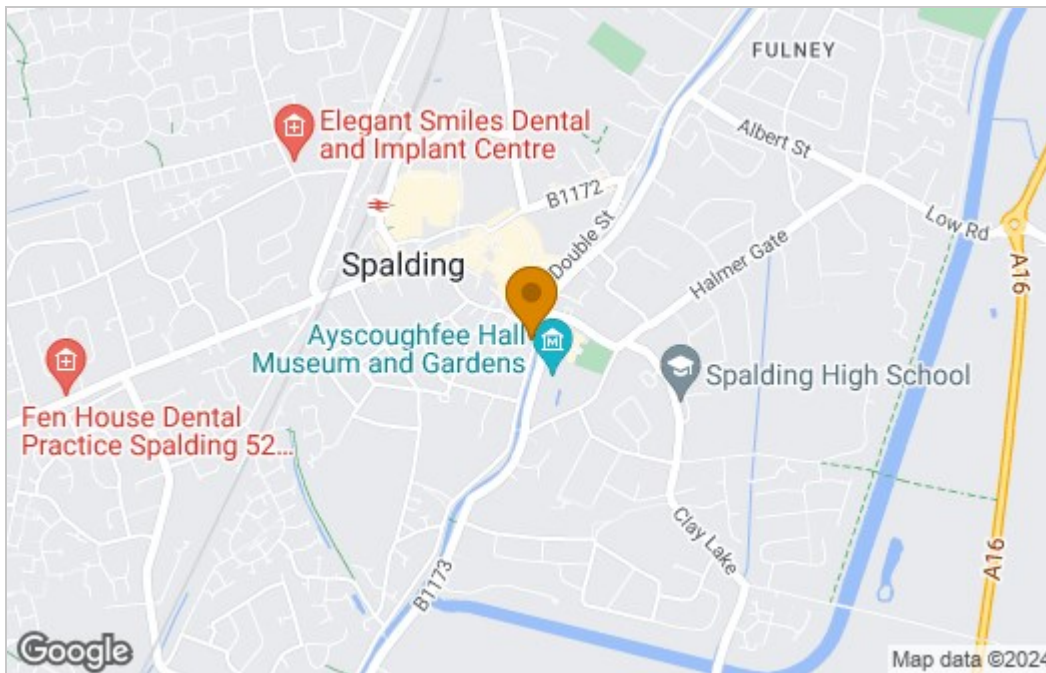 FULNEY
Elegant Smiles Dental
and Implant Centre
Albert St
B1172
Low Rd
Double St
Halmer Gate
A16
Spalding
Ayscoughfee Hall
Museum and Gardens
M
Spalding High School
Fen House Dental
Practice Spalding 52...
Clay Lake
A16
B1173
Google
Map data ©2024